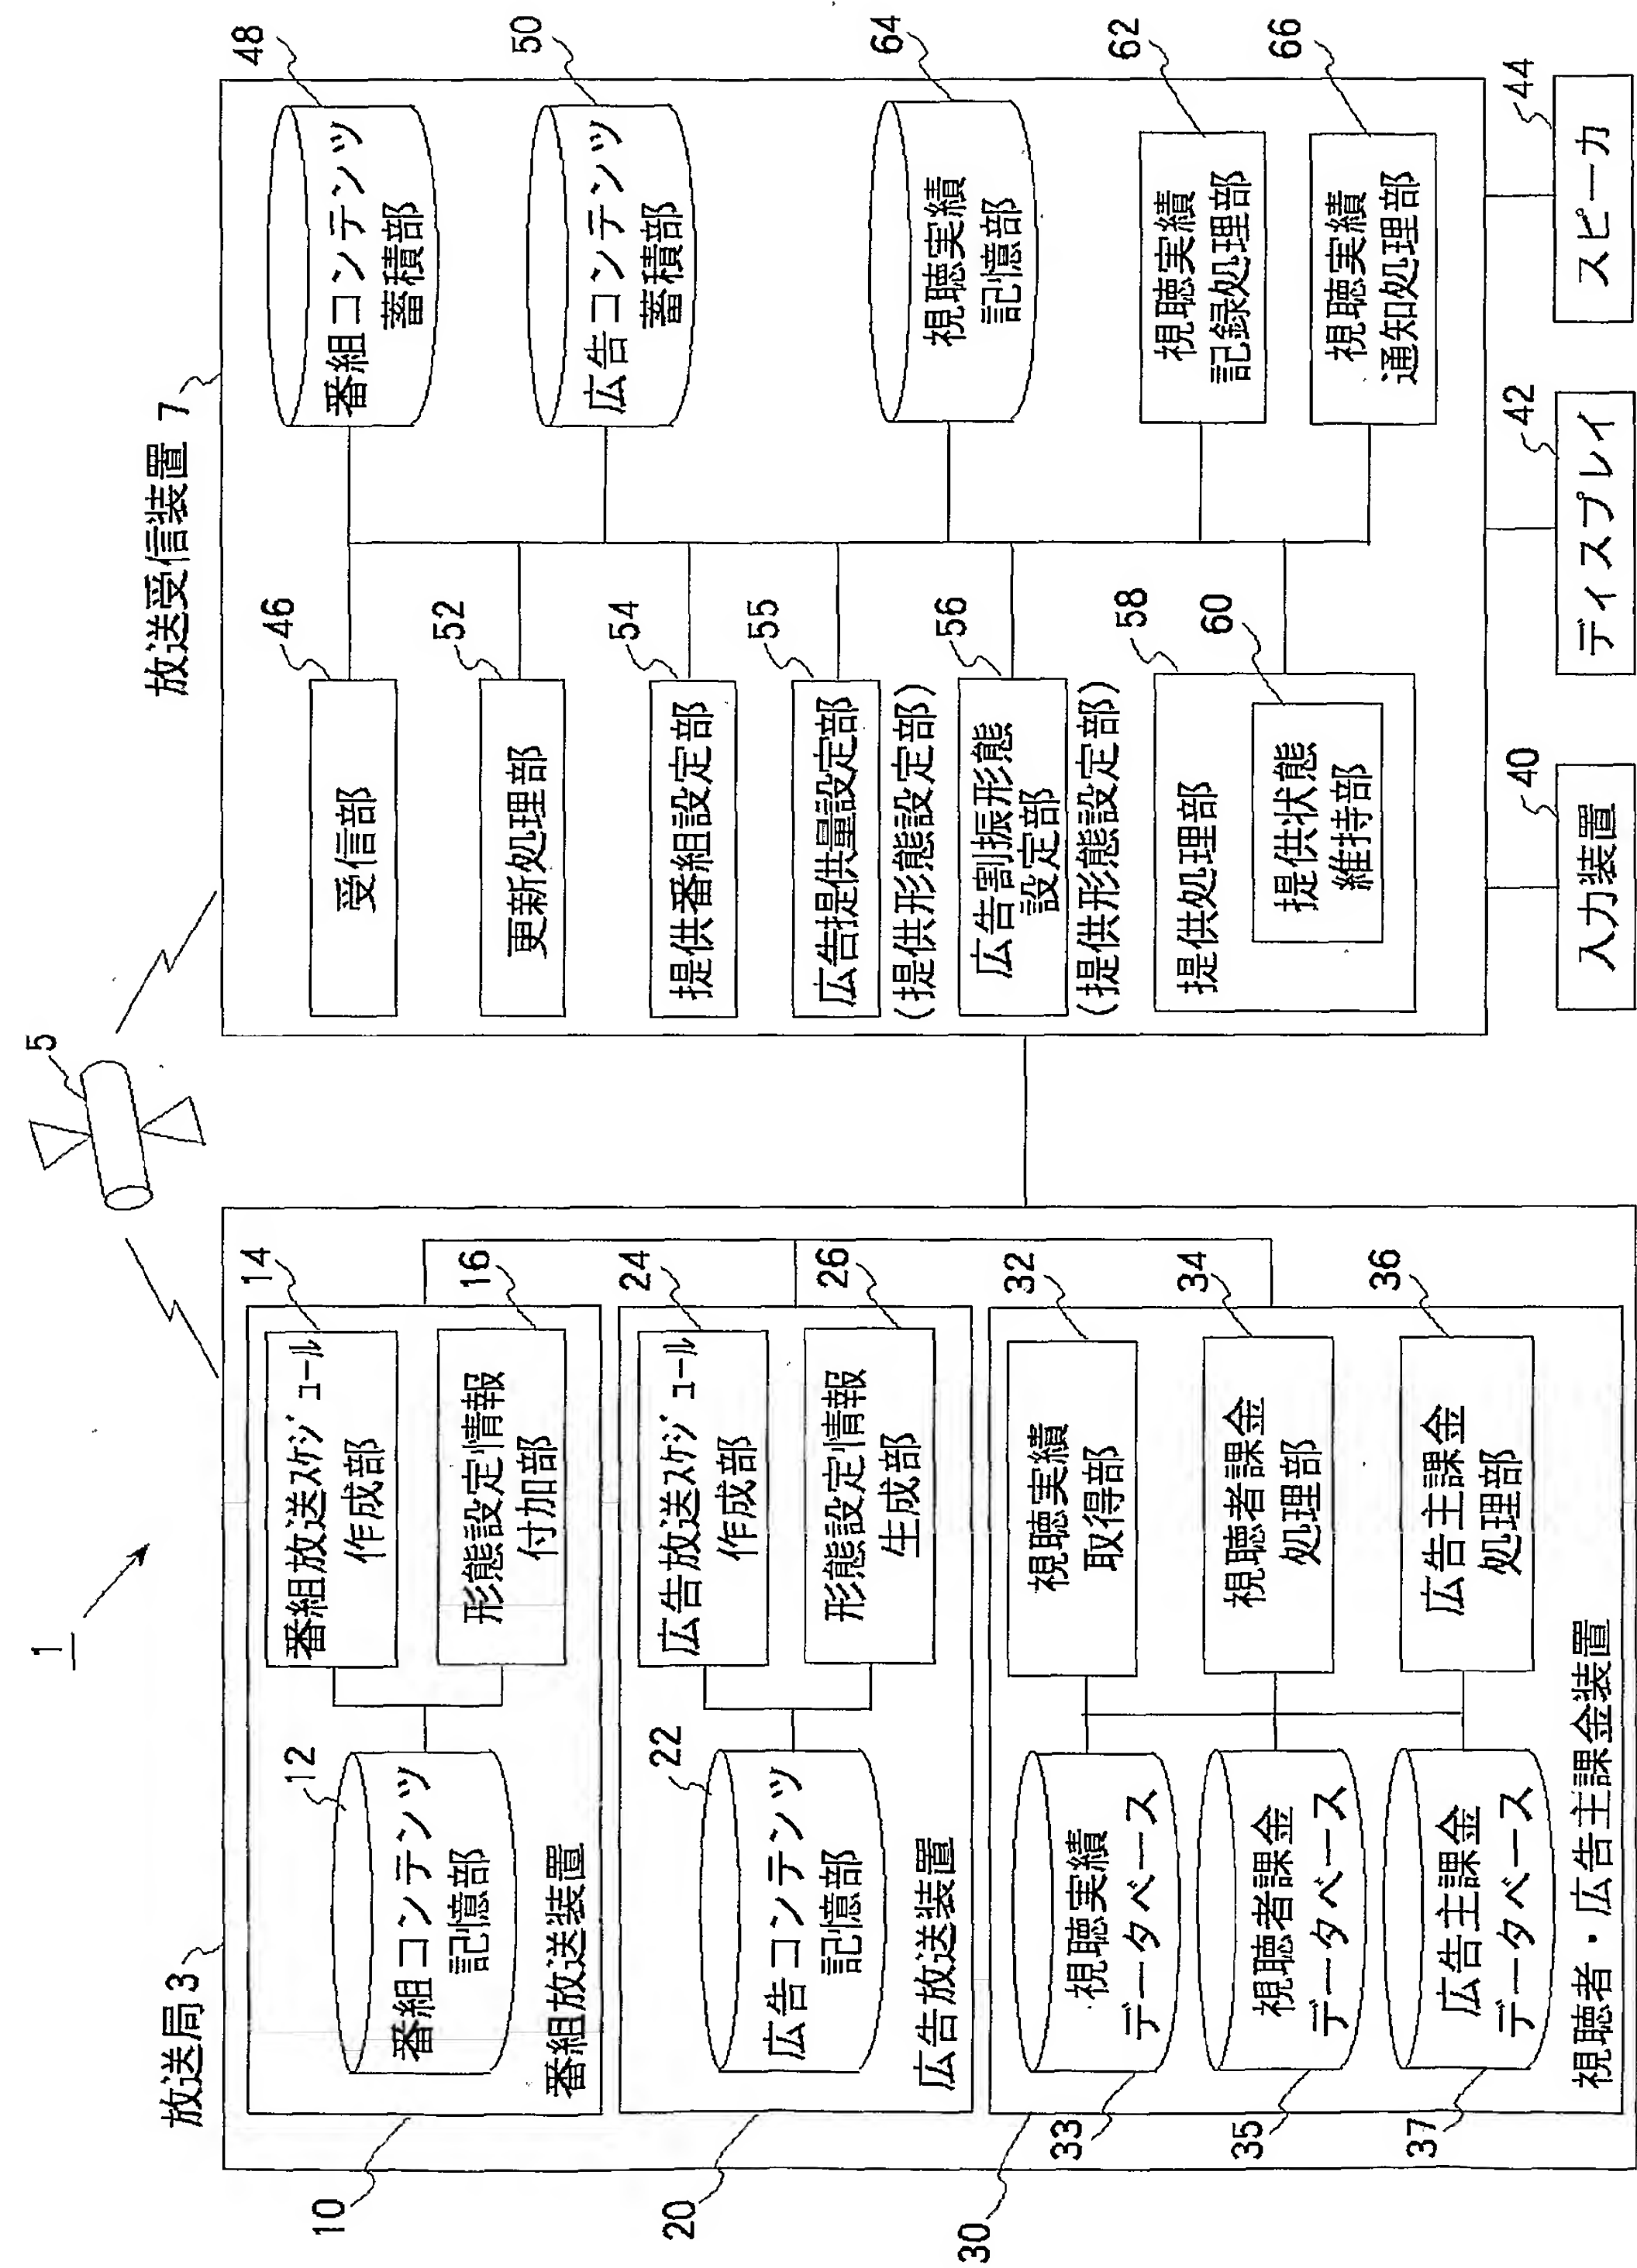 1
5
放送局3
10
12
番組コンテンツ
記憶部
14
番組放送ｽｹｼﾞｭｰﾙ
作成部
16
形態設定情報
付加部
番組放送装置
20
22
広告コンテンツ
記憶部
24
広告放送ｽｹｼﾞｭｰﾙ
作成部
26
形態設定情報
生成部
広告放送装置
30
33
視聴実績
データベース
32
視聴実績
取得部
35
視聴者課金
データベース
34
視聴者課金
処理部
37
広告主課金
データベース
36
広告主課金
処理部
視聴者・広告主課金装置
放送受信装置 7
46
受信部
52
更新処理部
54
提供番組設定部
55
広告提供量設定部
(提供形態設定部)
56
広告割振形態
設定部
(提供形態設定部)
58
提供処理部
60
提供状態
維持部
48
番組コンテンツ
蓄積部
50
広告コンテンツ
蓄積部
64
視聴実績
記憶部
62
視聴実績
記録処理部
66
視聴実績
通知処理部
40
入力装置
42
ディスプレイ
44
スピーカ